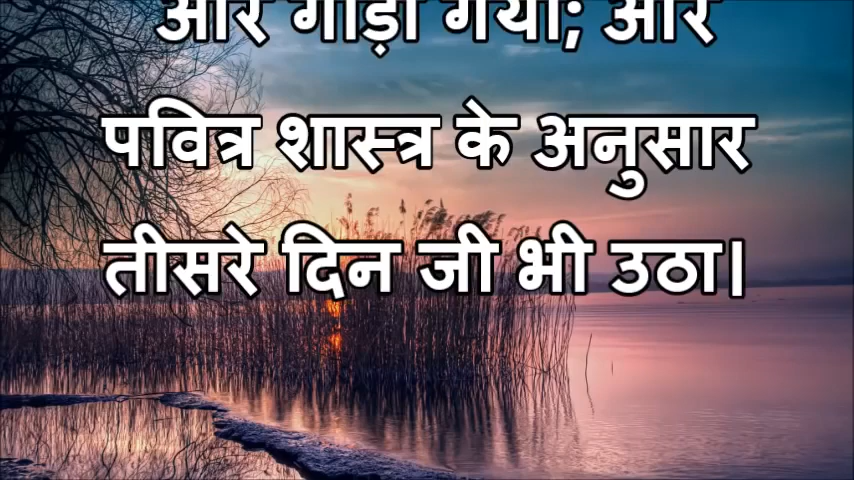 और गाड़ा गया; और
पवित्र शास्त्र के अनुसार
तीसरे दिन जी भी उठा।